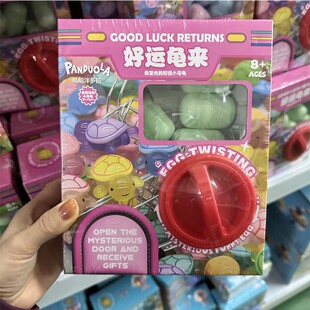 GOOD LUCK RETURNS
好运龟来
8+
AGES
PANDUOLA
EGG TWISTING
OPEN THE
MYSTERIOUS
DOOR AND
RECEIVE
GIFTS